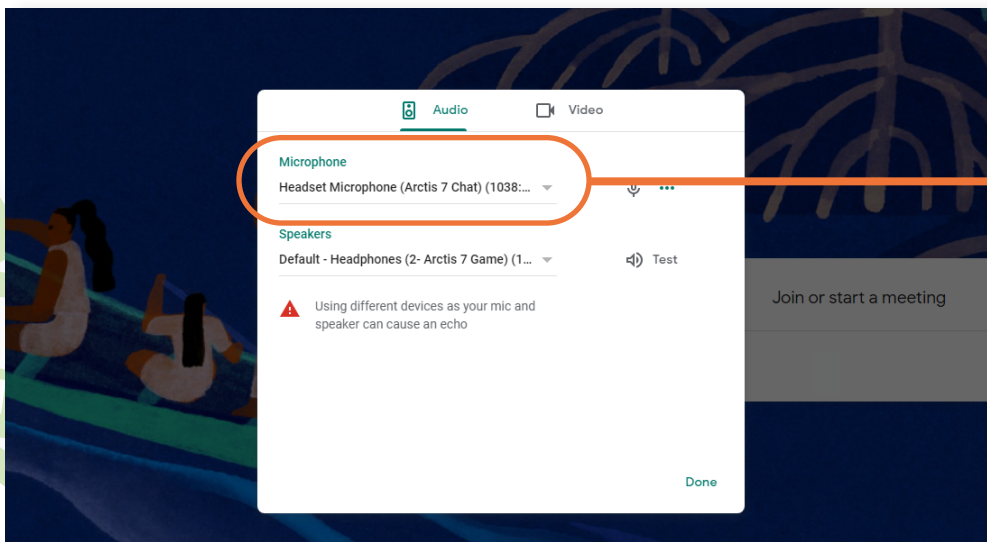 Audio Video
Microphone
Headset Microphone (Arctis 7 Chat) (1038:...
Speakers
Default - Headphones (2- Arctis 7 Game) (1...
Test
Using different devices as your mic and
speaker can cause an echo
Join or start a meeting
Done